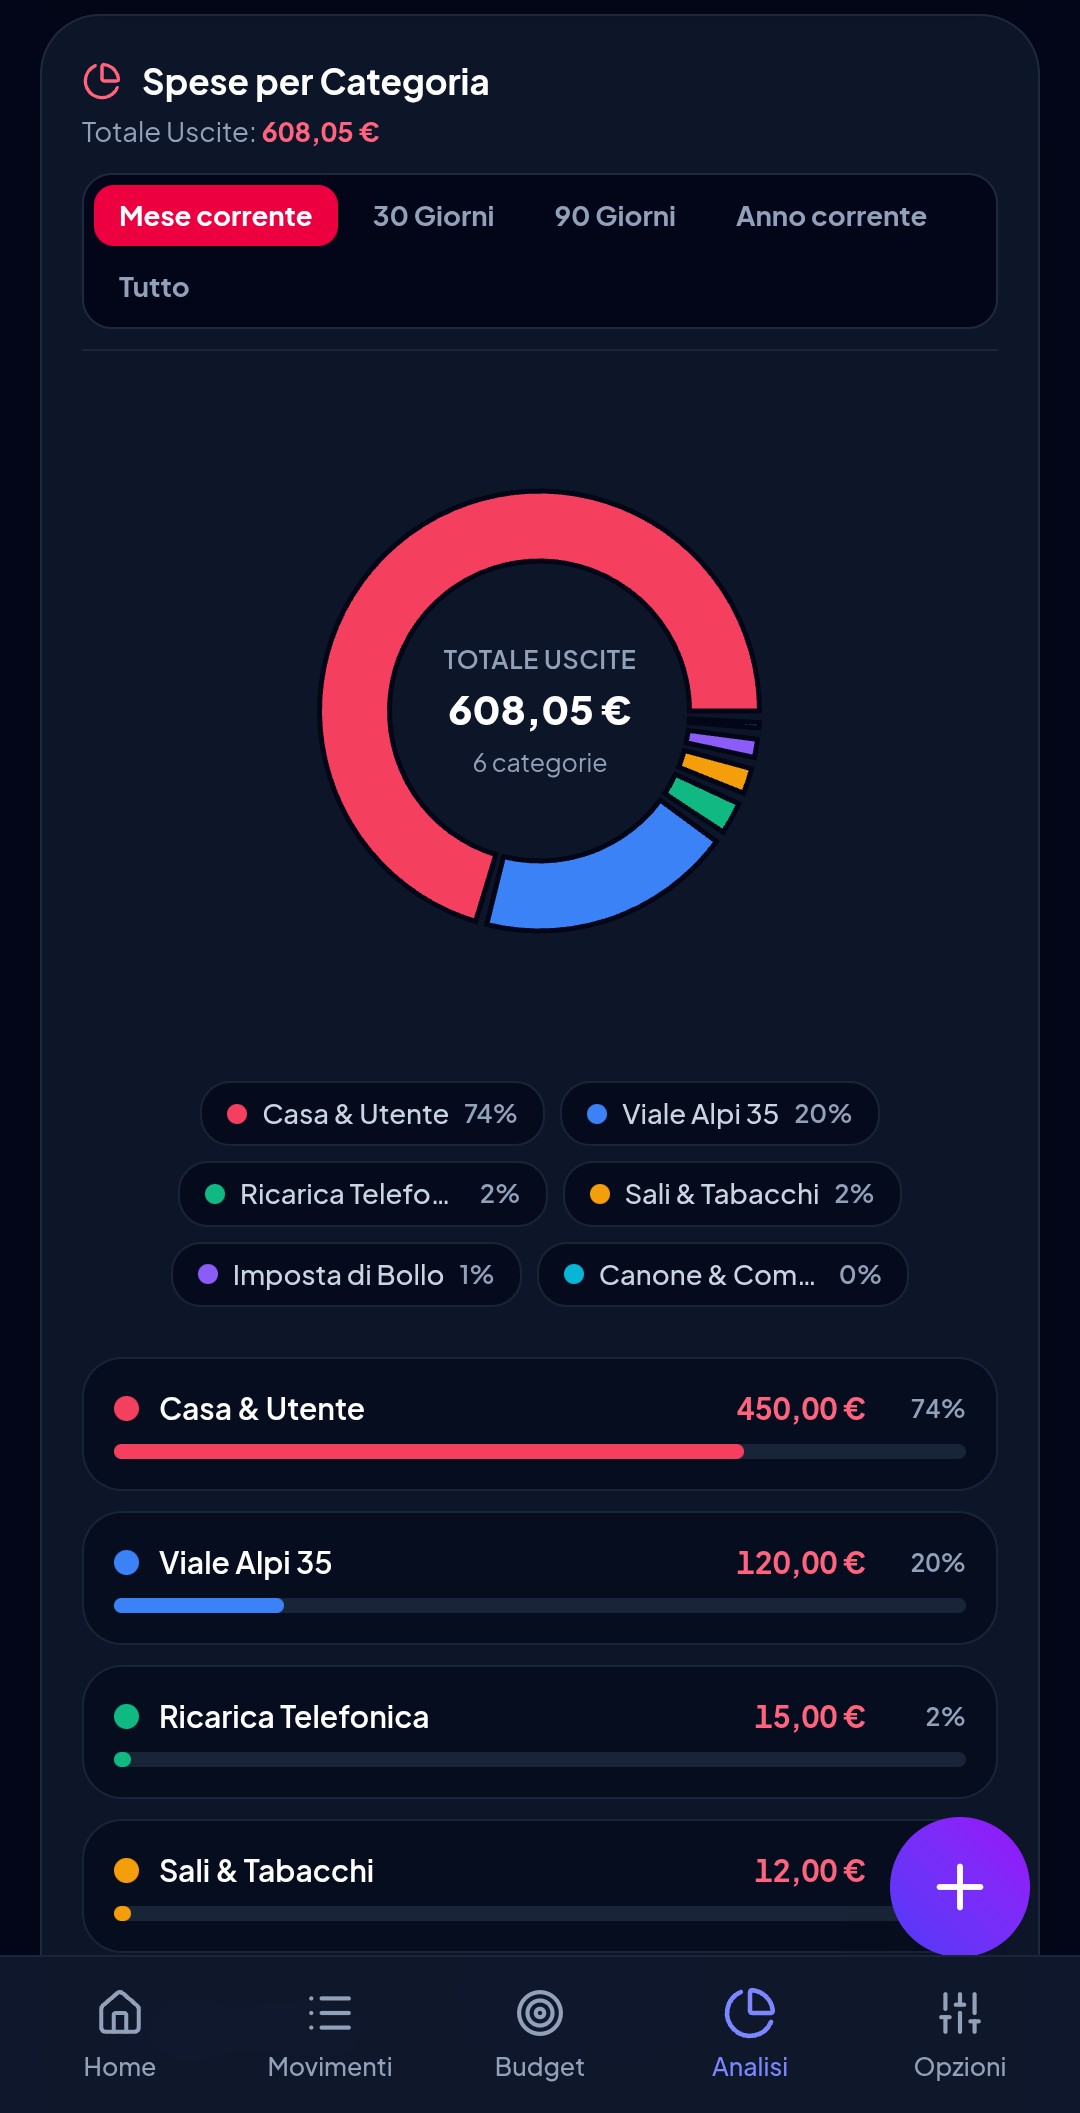 Spese per Categoria
Totale Uscite: 608,05 €
Mese corrente 30 Giorni 90 Giorni Anno corrente
Tutto
TOTALE USCITE
608,05 €
6 categorie
Casa & Utente 74% Viale Alpi 35 20%
Ricarica Telefo... 2% Sali & Tabacchi 2%
Imposta di Bollo 1% Canone & Com... 0%
Casa & Utente 450,00 € 74%
Viale Alpi 35 120,00 € 20%
Ricarica Telefonica 15,00 € 2%
Sali & Tabacchi 12,00 €
Home Movimenti Budget Analisi Opzioni